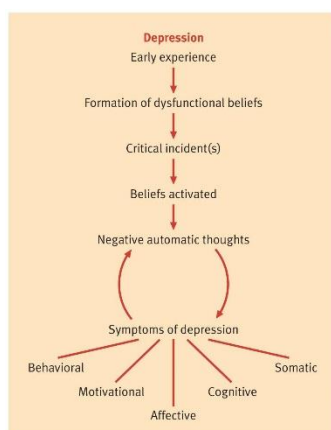 Depression
Early experience
Formation of dysfunctional beliefs
Critical incident(s)
Beliefs activated
Negative automatic thoughts
Symptoms of depression
Behavioral
Somatic
Motivational
Cognitive
Affective